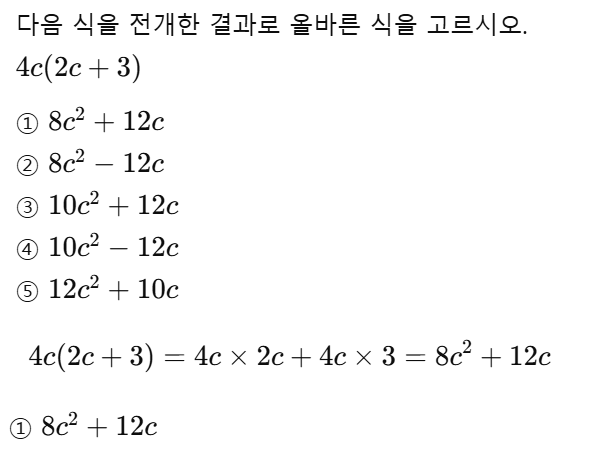 다음 식을 전개한 결과로 올바른 식을 고르시오.
4c(2c + 3)
① 8c² + 12c
② 8c² − 12c
③ 10c² + 12c
④ 10c² − 12c
⑤ 12c² + 10c
4c(2c + 3) = 4c × 2c + 4c × 3 = 8c² + 12c
① 8c² + 12c